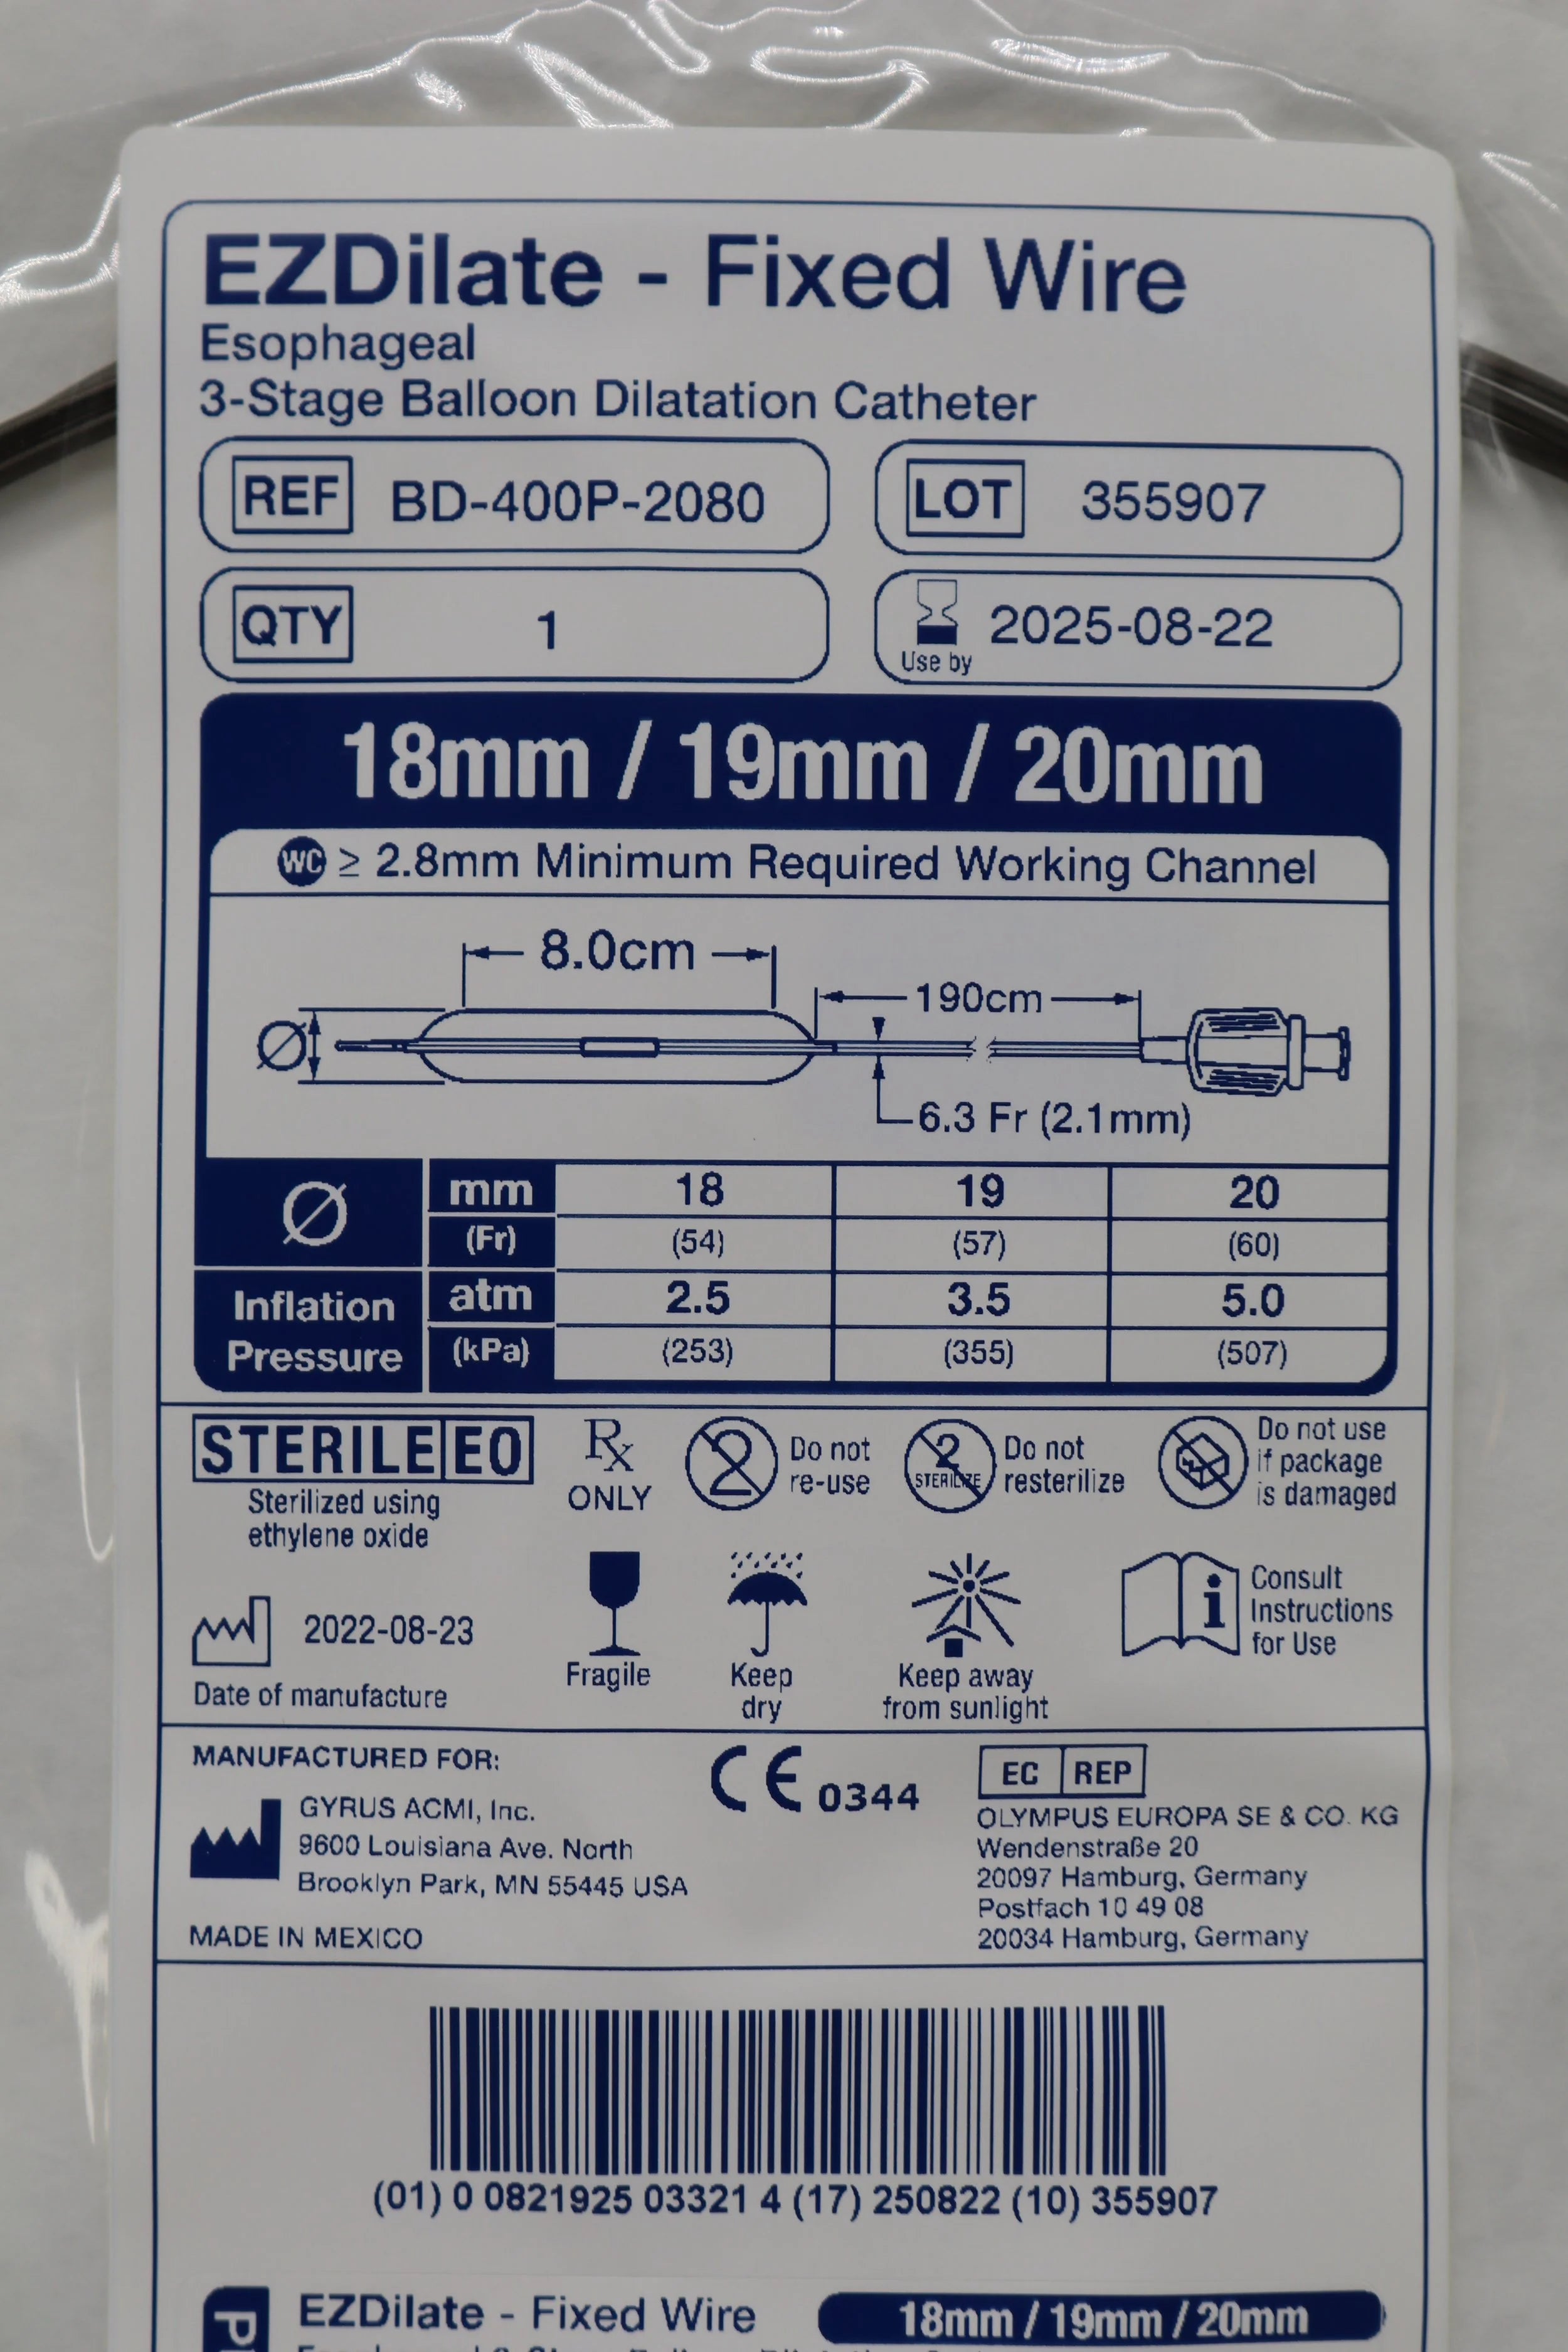 EZDilate - Fixed Wire
Esophageal
3-Stage Balloon Dilatation Catheter
REF BD-400P-2080
LOT 355907
QTY 1
Use by 2025-08-22
18mm / 19mm / 20mm
WC ≥ 2.8mm Minimum Required Working Channel
8.0cm
190cm
Ø
6.3 Fr (2.1mm)
Ø mm 18 19 20
(Fr) (54) (57) (60)
Inflation Pressure atm 2.5 3.5 5.0
(kPa) (253) (355) (507)
STERILE EO
Sterilized using
ethylene oxide
Rx
ONLY
2
Do not
re-use
2
STERILIZE
Do not
resterilize
Do not use
if package
is damaged
2022-08-23
Date of manufacture
Fragile
Keep
dry
Keep away
from sunlight
i
Consult
Instructions
for Use
MANUFACTURED FOR:
GYRUS ACMI, Inc.
9600 Louisiana Ave. North
Brooklyn Park, MN 55445 USA
MADE IN MEXICO
CE 0344
EC REP
OLYMPUS EUROPA SE & CO. KG
Wendenstraße 20
20097 Hamburg, Germany
Postfach 10 49 08
20034 Hamburg, Germany
(01) 0 0821925 03321 4 (17) 250822 (10) 355907
EZDilate - Fixed Wire
18mm / 19mm / 20mm